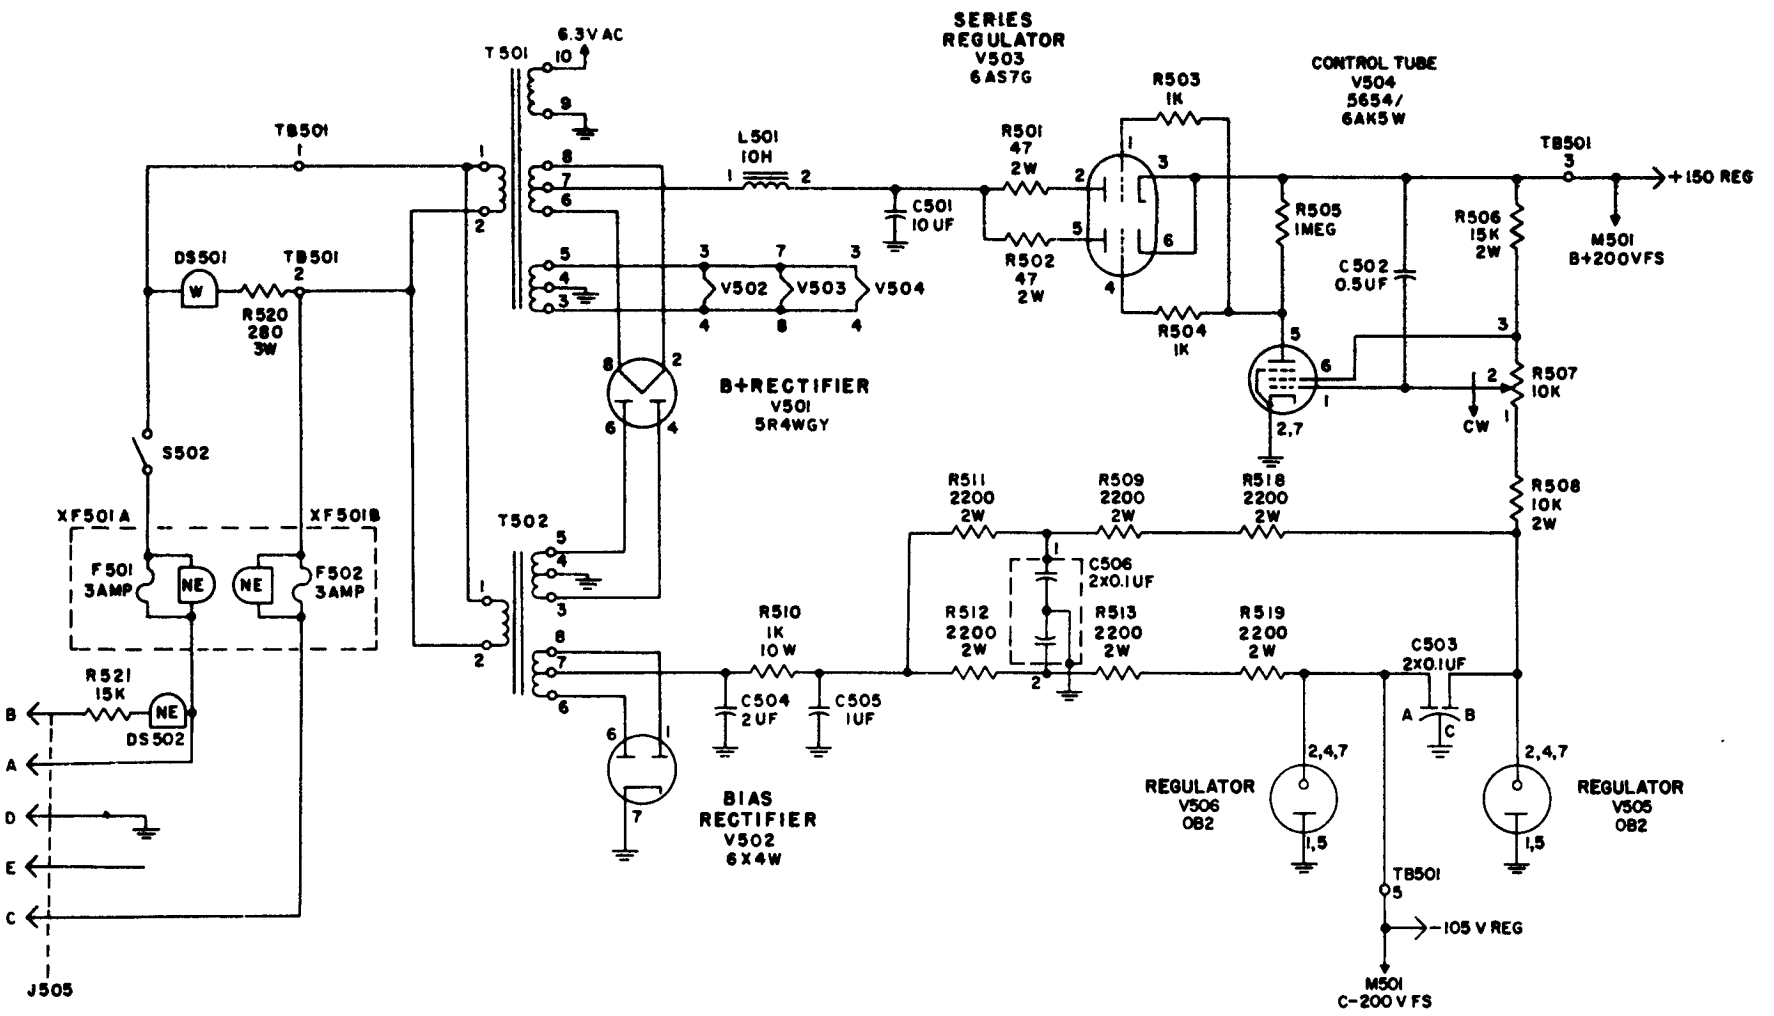 SERIES
REGULATOR
V503
6AS7G
6.3V AC
T501
10
9
CONTROL TUBE
V504
5654/
6AK5W
R503
1K
TB501
1
1
2
8
7
6
5
4
3
L501
10H
1
2
C501
10UF
R501
47
2W
R502
47
2W
1
2
3
5
6
4
R504
1K
R505
1MEG
C502
0.5UF
R506
15K
2W
TB501
3
+150 REG
M501
B+200VFS
DS501
W
TB501
2
R520
280
3W
3
7
3
V502
V503
V504
4
8
4
5
6
1
2,7
3
2
1
R507
10K
CW
8
2
6
4
B+RECTIFIER
V501
5R4WGY
S502
XF501A
XF501B
F501
3AMP
NE
NE
F502
3AMP
T502
1
2
5
4
3
8
7
6
R511
2200
2W
R509
2200
2W
R518
2200
2W
R508
10K
2W
1
C506
2X0.1UF
2
R510
1K
10W
R512
2200
2W
R513
2200
2W
R519
2200
2W
C503
2X0.1UF
A
B
C
C504
2UF
C505
1UF
R521
15K
NE
DS502
B
A
D
E
C
J505
6
1
7
BIAS
RECTIFIER
V502
6X4W
2,4,7
REGULATOR
V506
OB2
1,5
2,4,7
REGULATOR
V505
OB2
1,5
TB501
5
-105 V REG
M501
C-200 V FS